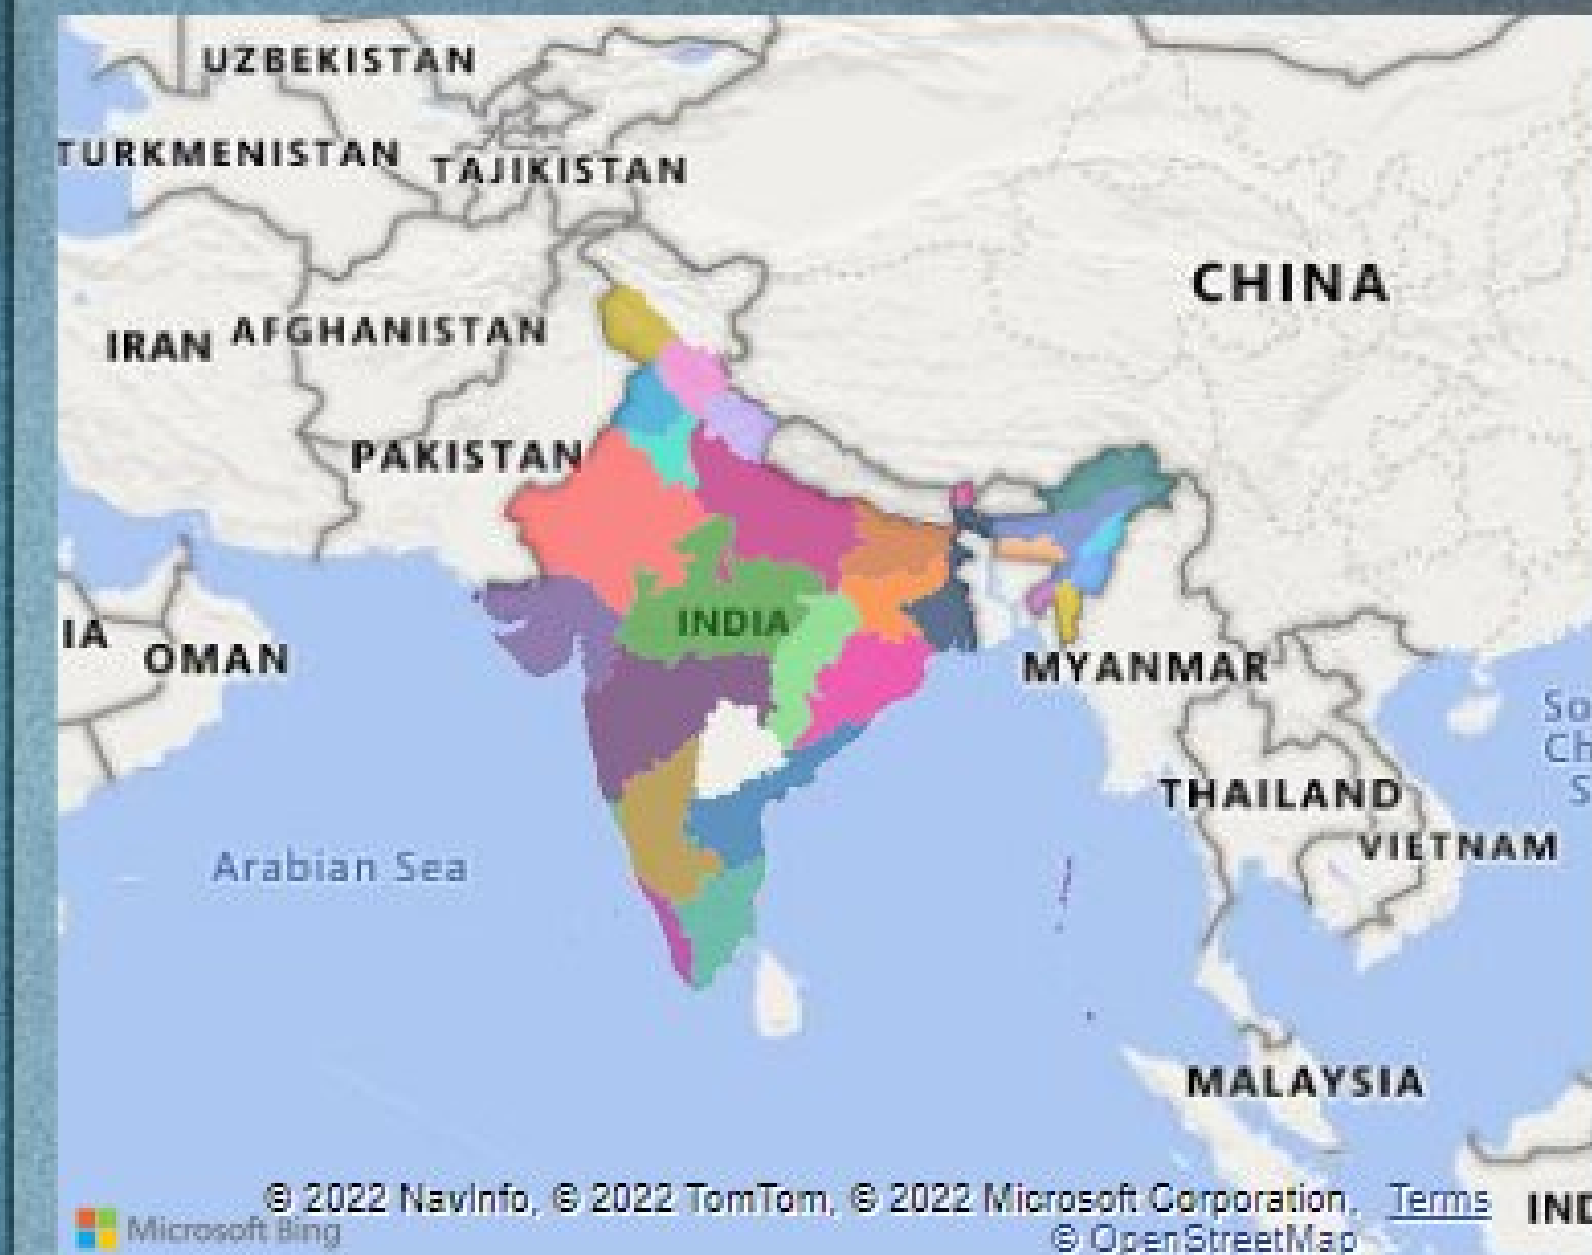 UZBEKISTAN
TURKMENISTAN
TAJIKISTAN
CHINA
IRAN
AFGHANISTAN
PAKISTAN
INDIA
IA
OMAN
MYANMAR
So
Ch
S
THAILAND
VIETNAM
Arabian Sea
MALAYSIA
© 2022 NavInfo, © 2022 TomTom, © 2022 Microsoft Corporation, Terms
IND
Microsoft Bing
© OpenStreetMap